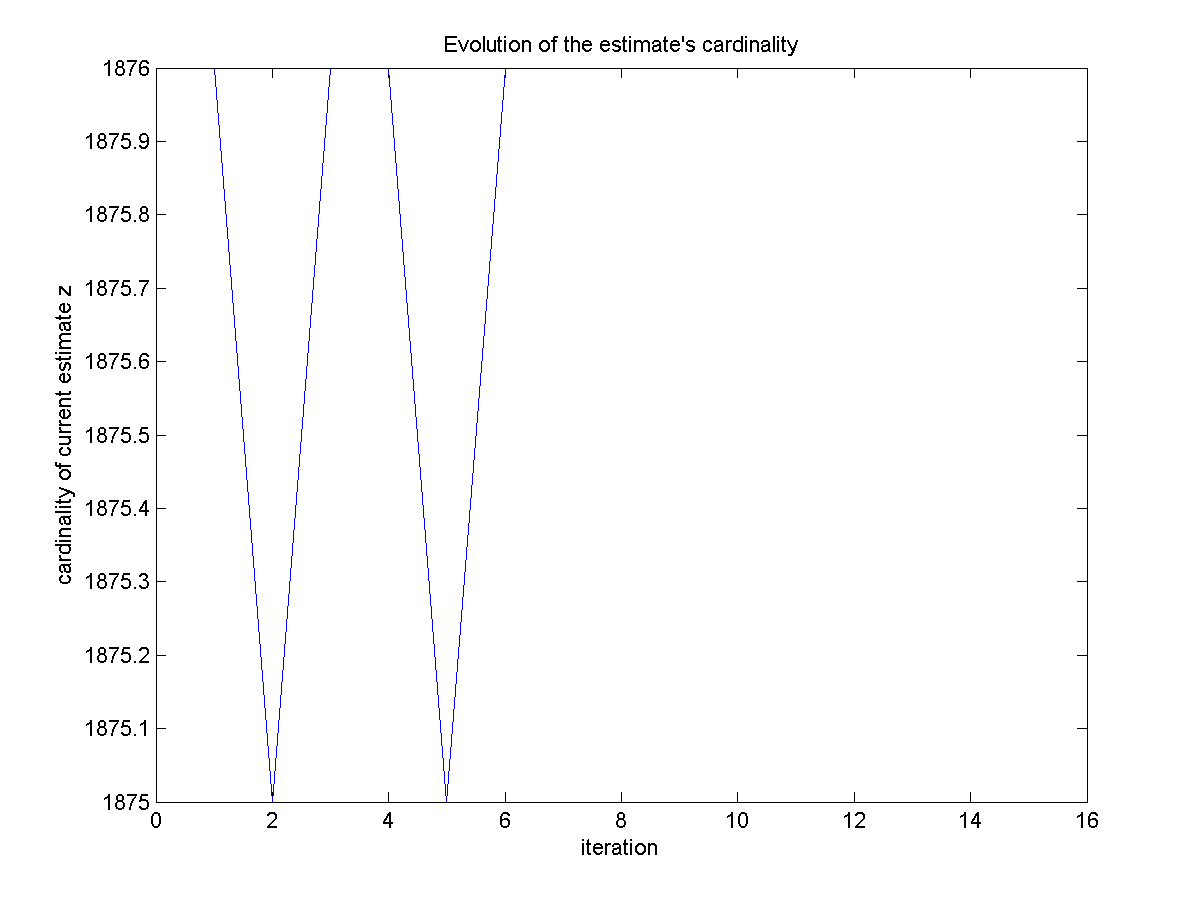 Evolution of the estimate's cardinality
1876
1875.9
1875.8
1875.7
1875.6
1875.5
1875.4
1875.3
1875.2
1875.1
1875
cardinality of current estimate z
0 2 4 6 8 10 12 14 16
iteration